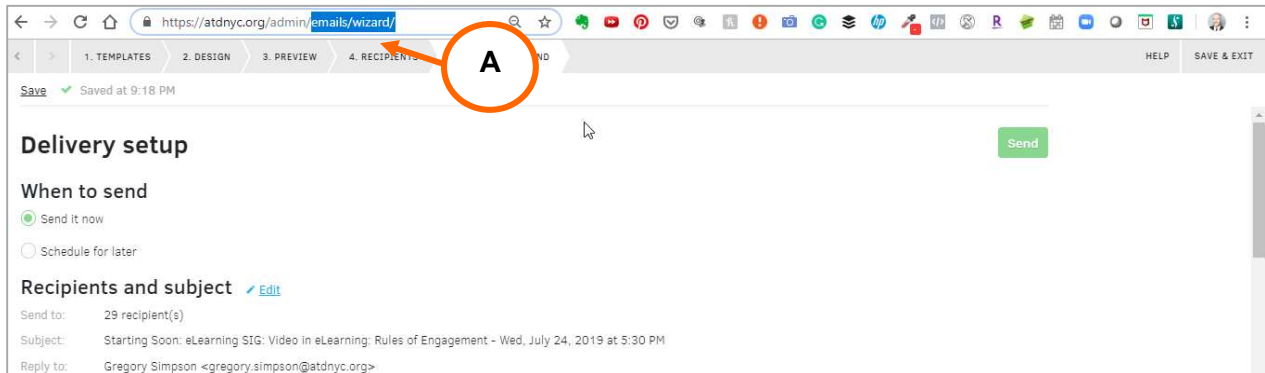 https://atdnyc.org/admin/emails/wizard/
1. TEMPLATES 2. DESIGN 3. PREVIEW 4. RECIPIENTS A ND HELP SAVE & EXIT
Save Saved at 9:18 PM
Delivery setup Send
When to send
Send it now
Schedule for later
Recipients and subject Edit
Send to: 29 recipient(s)
Subject: Starting Soon: eLearning SIG: Video in eLearning: Rules of Engagement - Wed, July 24, 2019 at 5:30 PM
Reply to: Gregory Simpson <gregory.simpson@atdnyc.org>